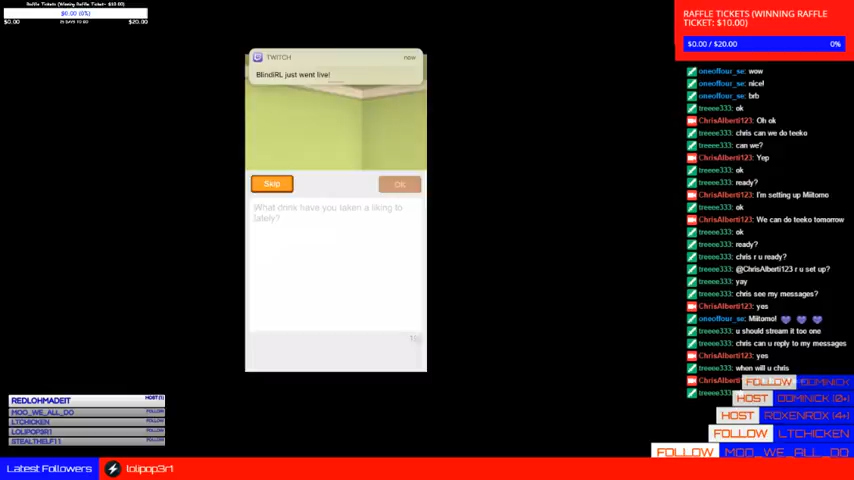 Raffle Tickets (Winning Raffle Ticket- $10.00)
$0.00 (0%)
$0.00
$20.00
RAFFLE TICKETS (WINNING RAFFLE
TICKET: $10.00)
$0.00 / $20.00 0%
TWITCH now
BlindiRL just went live!
Skip
OK
What drink have you taken a liking to
lately?
oneoffour_se: wow
oneoffour_se: nice!
oneoffour_se: brb
treeee333: ok
ChrisAlberti123: Oh ok
treeee333: chris can we do teeko
treeee333: can we?
ChrisAlberti123: Yep
treeee333: ok
treeee333: ready?
ChrisAlberti123: I'm setting up Miitomo
treeee333: ok
ChrisAlberti123: We can do teeko tomorrow
treeee333: ok
treeee333: ready?
treeee333: chris r u ready?
treeee333: @ChrisAlberti123 r u set up?
treeee333: yay
treeee333: chris see my messages?
ChrisAlberti123: yes
oneoffour_se: Miitomo!
treeee333: u should stream it too one
treeee333: chris can u reply to my messages
ChrisAlberti123: yes
treeee333: when will u chris
FOLLOW DOMINICK
HOST DOMINICK (0+)
HOST ROXENROX (4+)
FOLLOW LTCHICKEN
FOLLOW MOO_WE_ALL_DO
REDLOHMADEIT HOST (1)
MOO_WE_ALL_DO FOLLOW
LTCHICKEN FOLLOW
LOLIPOP3R1 FOLLOW
STEALTHELF11 FOLLOW
Latest Followers
lolipop3r1